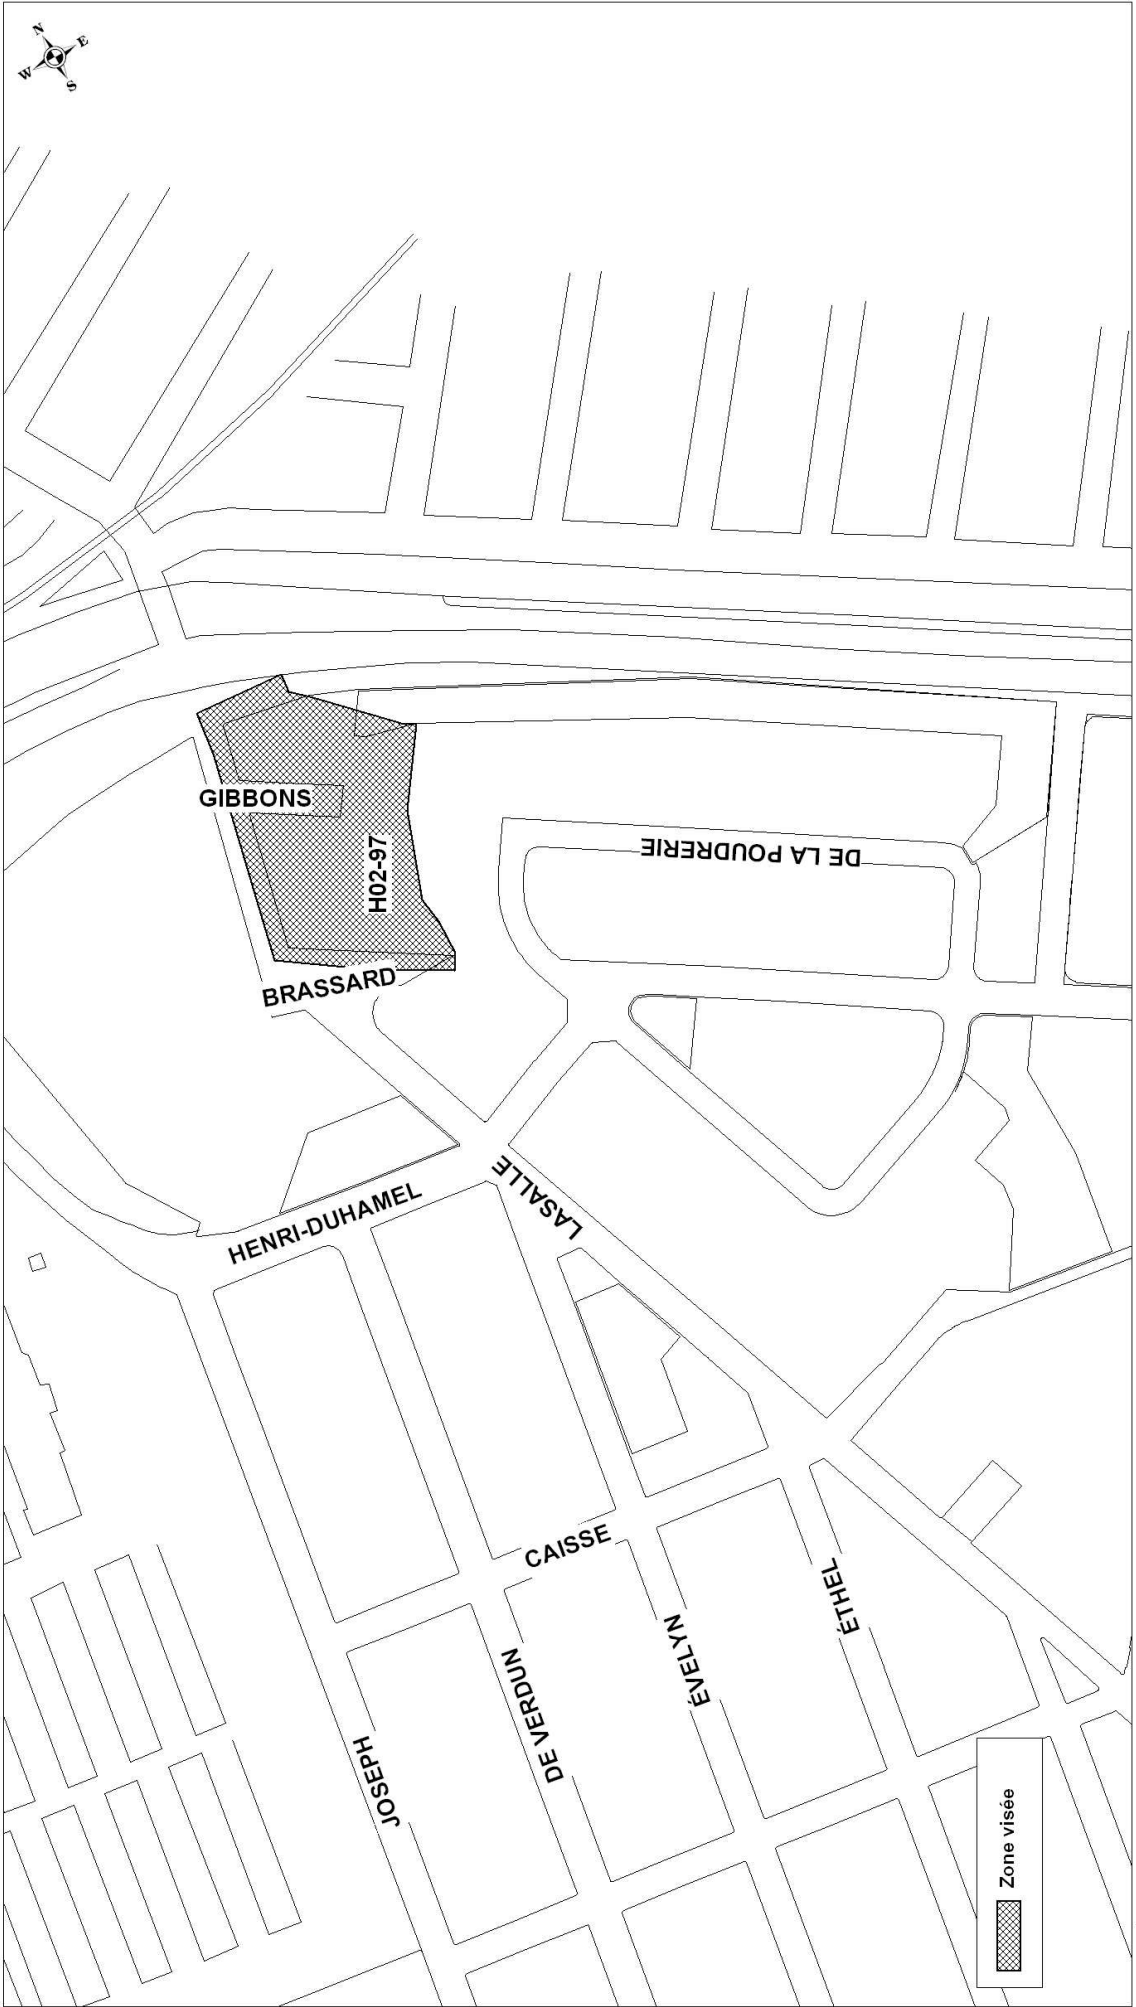 N
E
W
S
GIBBONS
H02-97
DE LA POUDRERIE
BRASSARD
LASALLE
HENRI-DUHAMEL
CAISSE
ÉTHEL
ÉVELYN
DE VERDUN
JOSEPH
Zone visée